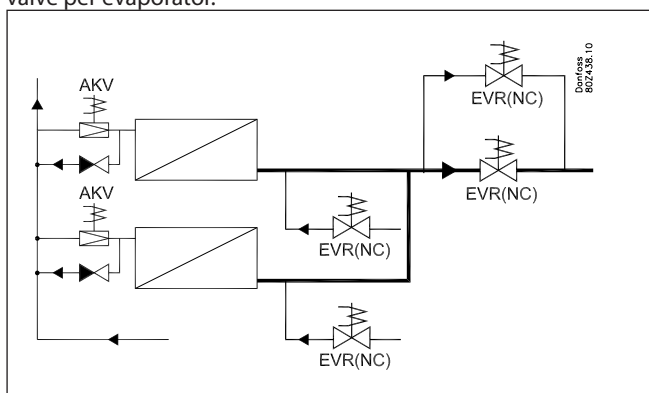 valve per evaporator.
AKV
EVR(NC)
Danfoss
80Z438.10
EVR(NC)
AKV
EVR(NC)
EVR(NC)